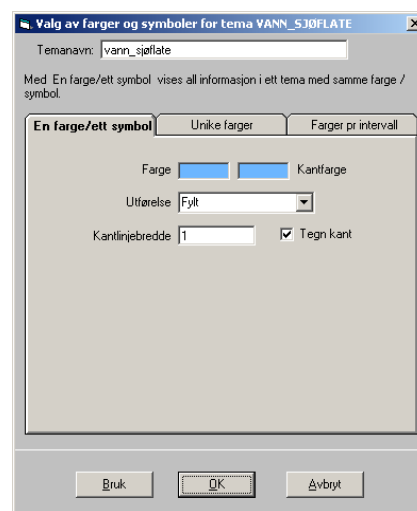 Valg av farger og symboler for tema VANN_SJØFLATE
Temanavn: vann_sjøflate
Med En farge/ett symbol vises all informasjon i ett tema med samme farge /
symbol.
En farge/ett symbol Unike farger Farger pr intervall
Farge Kantfarge
Utførelse Fylt
Kantlinjebredde 1 Tegn kant
Bruk OK Avbryt